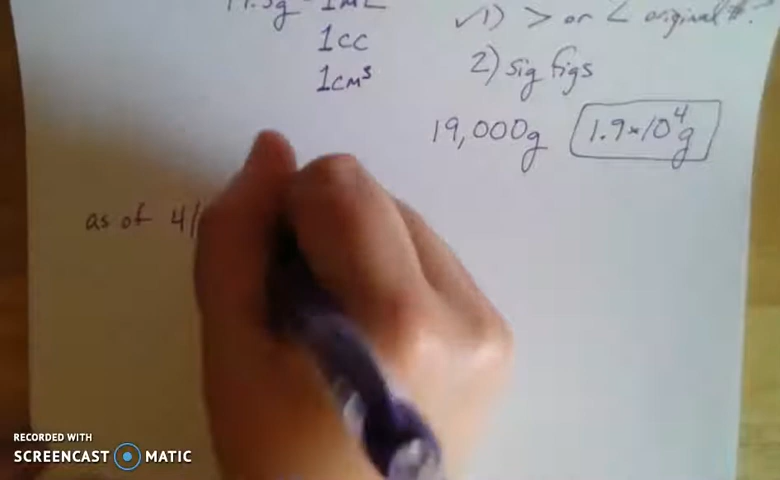 1mL
1cc
1cm³
✓1) > or < original #?
2) sig figs
19,000g 1.9×10⁴g
as of 4/
RECORDED WITH
SCREENCAST MATIC